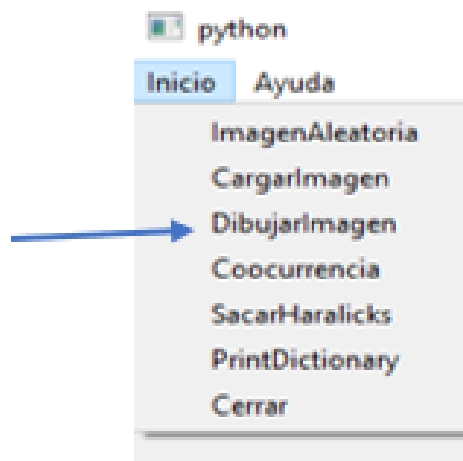 python
Inicio Ayuda
ImagenAleatoria
CargarImagen
DibujarImagen
Coocurrencia
SacarHaralicks
PrintDictionary
Cerrar